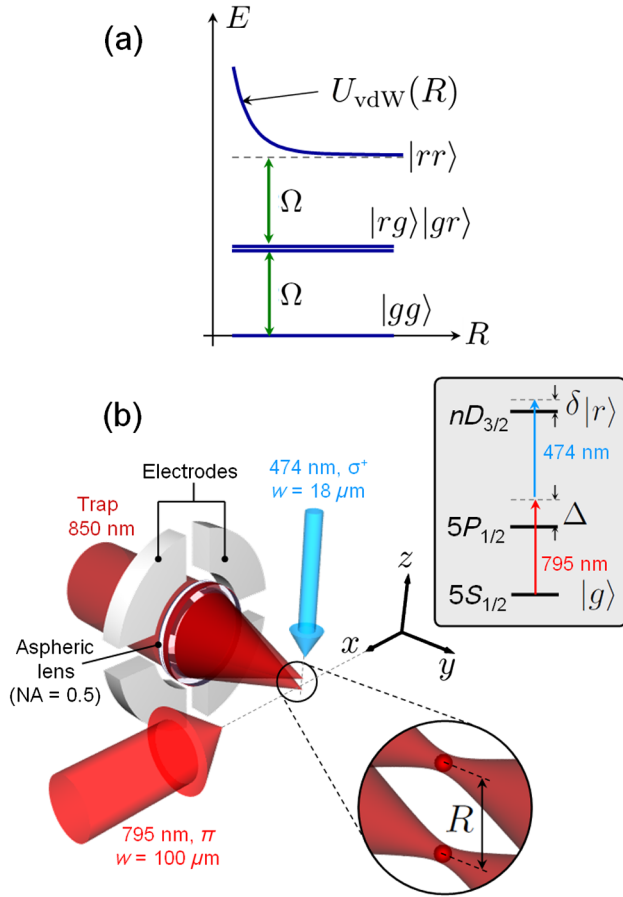 (a)
E
U_vdW(R)
|rr⟩
Ω
|rg⟩|gr⟩
Ω
|gg⟩
R
(b)
Electrodes
Trap
850 nm
474 nm, σ⁺
w = 18 µm
Aspheric
lens
(NA = 0.5)
795 nm, π
w = 100 µm
z
x
y
R
nD₃/₂
δ
|r⟩
474 nm
5P₁/₂
Δ
795 nm
5S₁/₂
|g⟩